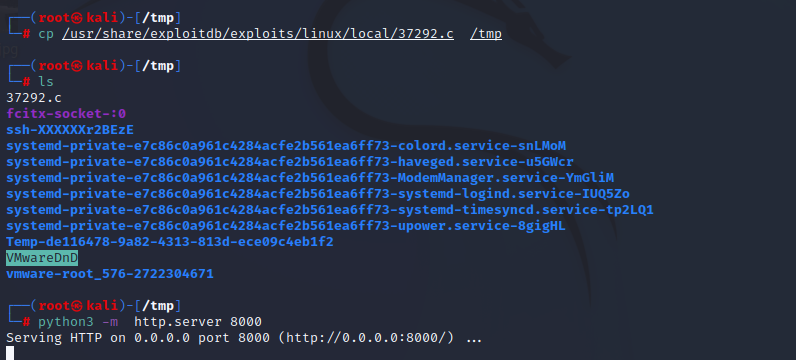 ┌──(root㉿kali)-[/tmp]
└─# cp /usr/share/exploitdb/exploits/linux/local/37292.c  /tmp
┌──(root㉿kali)-[/tmp]
└─# ls
37292.c
fcitx-socket-:0
ssh-XXXXXXr2BEzE
systemd-private-e7c86c0a961c4284acfe2b561ea6ff73-colord.service-snLMoM
systemd-private-e7c86c0a961c4284acfe2b561ea6ff73-haveged.service-u5GWcr
systemd-private-e7c86c0a961c4284acfe2b561ea6ff73-ModemManager.service-YmGliM
systemd-private-e7c86c0a961c4284acfe2b561ea6ff73-systemd-logind.service-IUQ5Zo
systemd-private-e7c86c0a961c4284acfe2b561ea6ff73-systemd-timesyncd.service-tp2LQ1
systemd-private-e7c86c0a961c4284acfe2b561ea6ff73-upower.service-8gigHL
Temp-de116478-9a82-4313-813d-ece09c4eb1f2
VMwareDnD
vmware-root_576-2722304671
┌──(root㉿kali)-[/tmp]
└─# python3 -m  http.server 8000
Serving HTTP on 0.0.0.0 port 8000 (http://0.0.0.0:8000/) ...